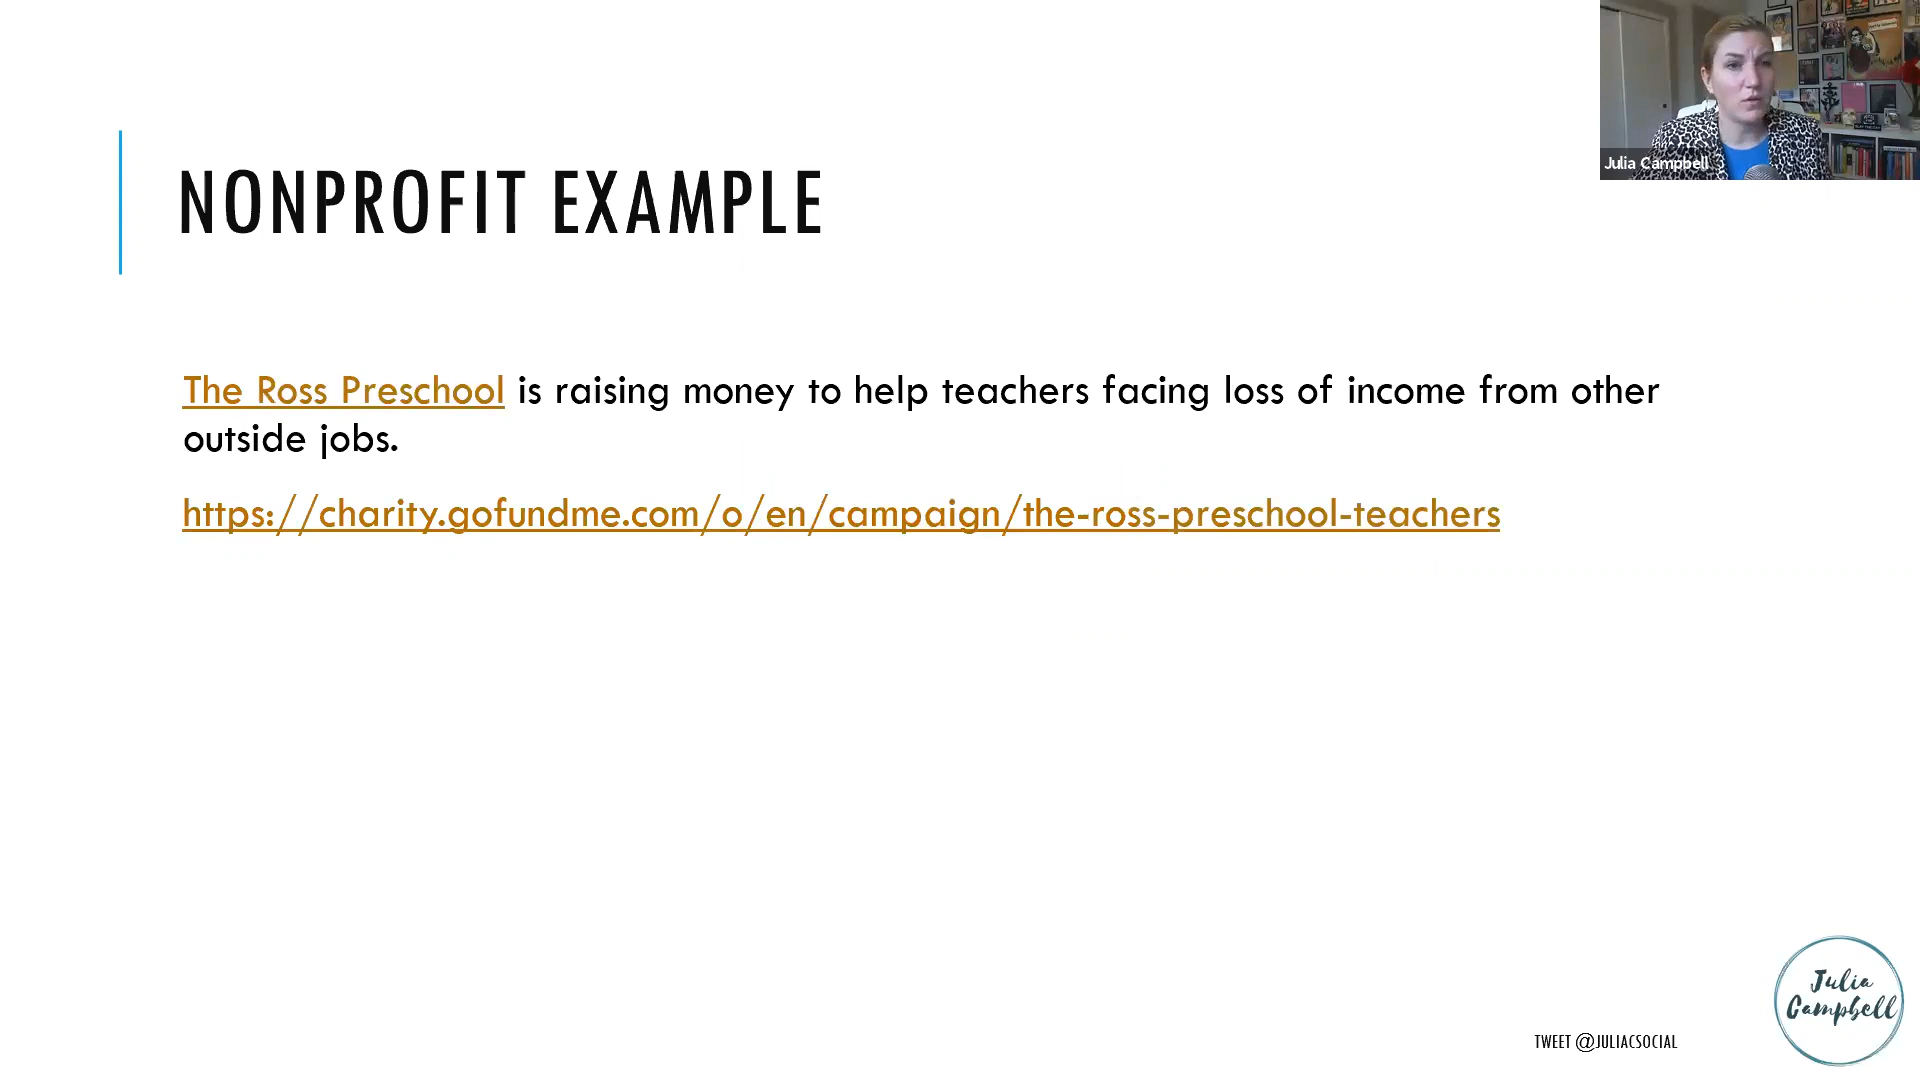 Julia Campbell
NONPROFIT EXAMPLE
The Ross Preschool is raising money to help teachers facing loss of income from other
outside jobs.
https://charity.gofundme.com/o/en/campaign/the-ross-preschool-teachers
Julia
Campbell
TWEET @JULIACSOCIAL